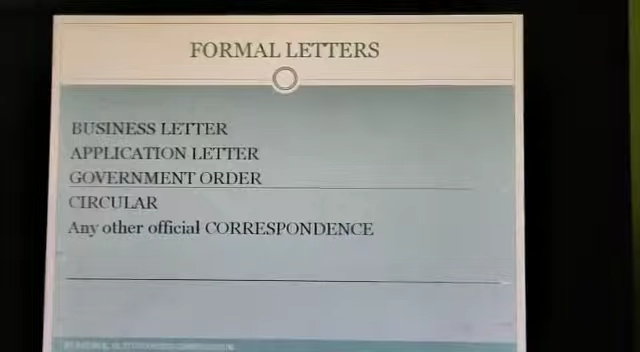 FORMAL LETTERS
BUSINESS LETTER
APPLICATION LETTER
GOVERNMENT ORDER
CIRCULAR
Any other official CORRESPONDENCE